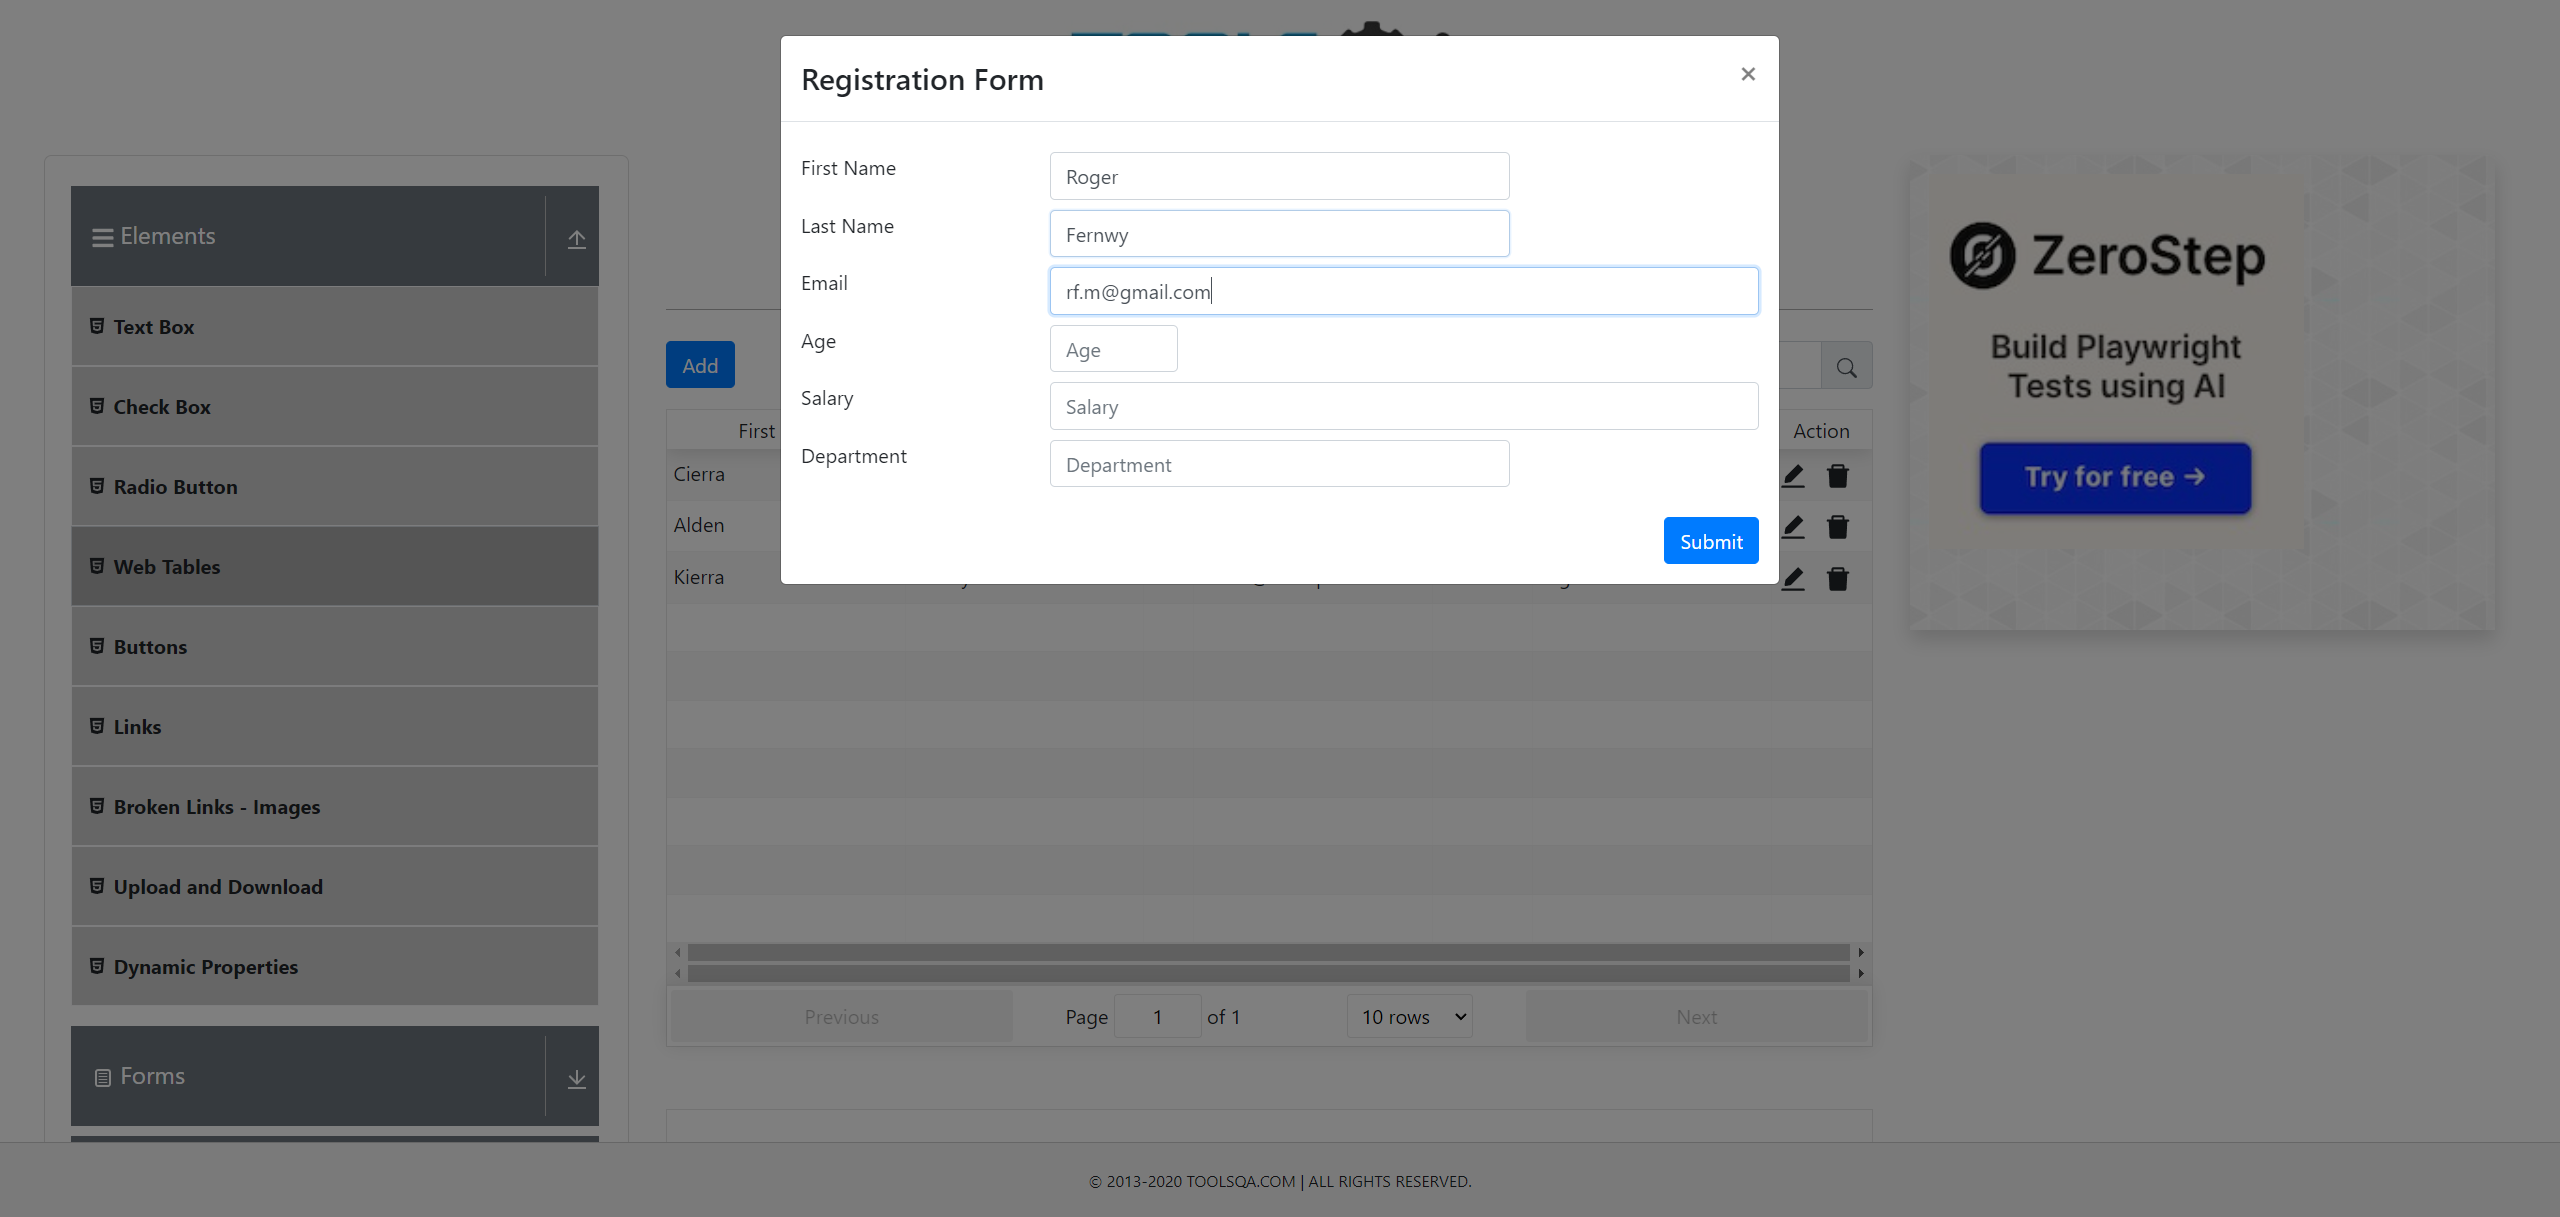 Registration Form
×
First Name
Roger
Last Name
Fernwy
Email
rf.m@gmail.com
Age
Age
Salary
Salary
Department
Department
Submit
Elements
Text Box
Check Box
Radio Button
Web Tables
Buttons
Links
Broken Links - Images
Upload and Download
Dynamic Properties
Forms
Add
First
Action
Cierra
Alden
Kierra
Previous
Page 1 of 1
10 rows
Next
ZeroStep
Build Playwright
Tests using AI
Try for free →
© 2013-2020 TOOLSQA.COM | ALL RIGHTS RESERVED.